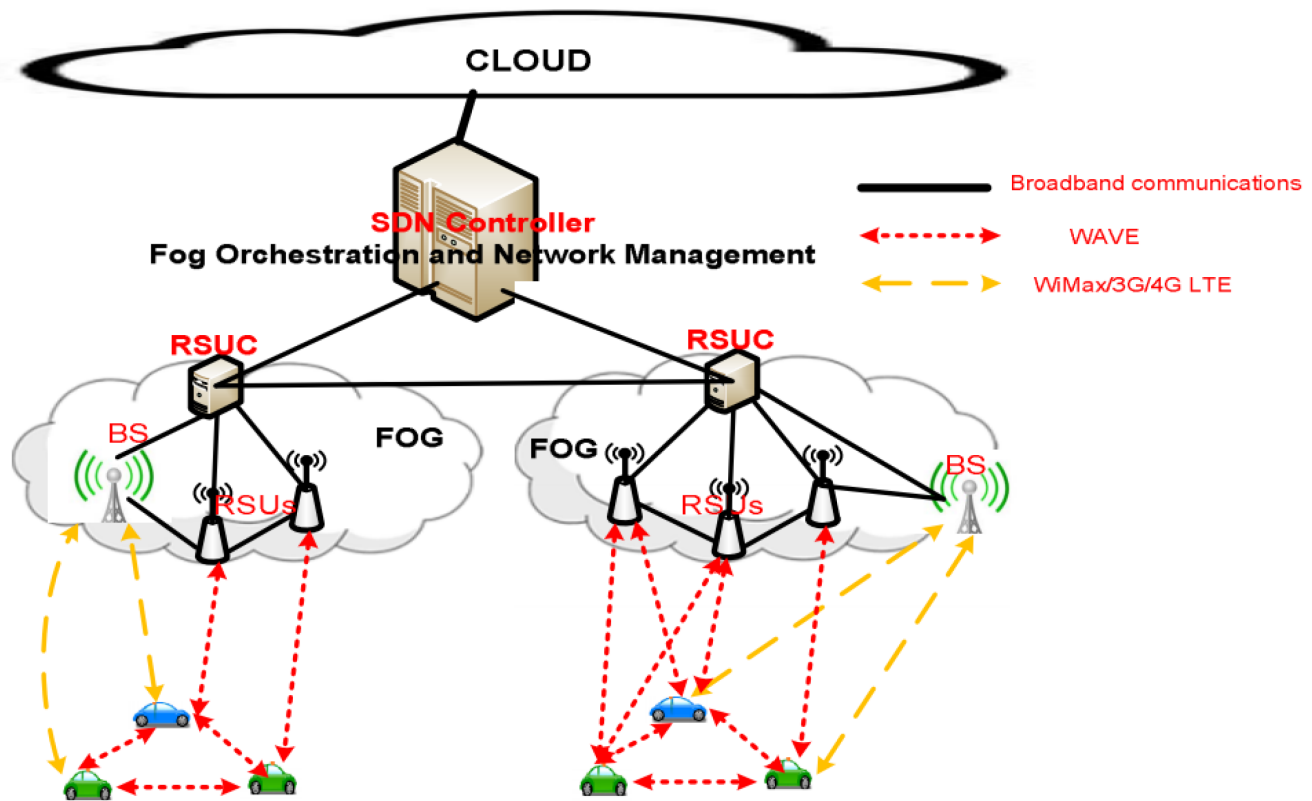 CLOUD
SDN Controller
Fog Orchestration and Network Management
Broadband communications
WAVE
WiMax/3G/4G LTE
RSUC
RSUC
BS
FOG
RSUs
FOG
BS
RSUs